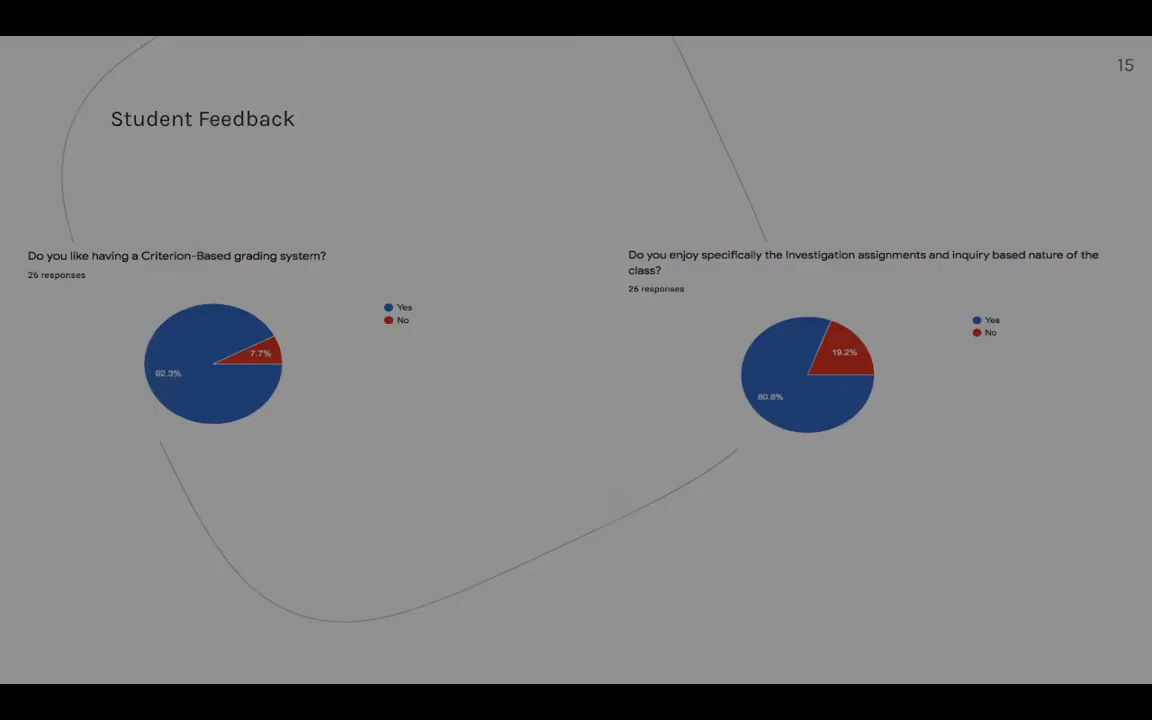 15
Student Feedback
Do you like having a Criterion-Based grading system?
26 responses
Yes
No
7.7%
92.3%
Do you enjoy specifically the Investigation assignments and inquiry based nature of the
class?
26 responses
Yes
No
19.2%
80.8%